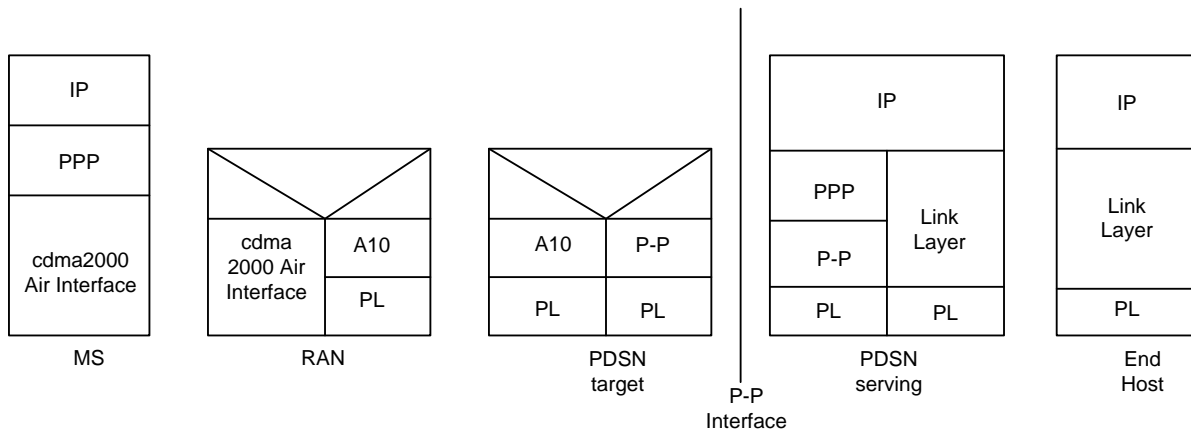 IP
PPP
cdma2000
Air Interface
MS
cdma
2000 Air
Interface
A10
PL
RAN
A10
P-P
PL
PL
PDSN
target
P-P
Interface
IP
PPP
P-P
Link
Layer
PL
PL
PDSN
serving
IP
Link
Layer
PL
End
Host